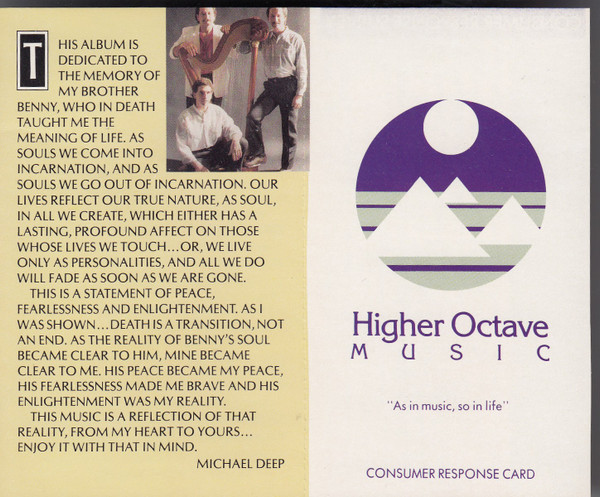 THIS ALBUM IS
DEDICATED TO
THE MEMORY OF
MY BROTHER
BENNY, WHO IN DEATH
TAUGHT ME THE
MEANING OF LIFE. AS
SOULS WE COME INTO
INCARNATION, AND AS
SOULS WE GO OUT OF INCARNATION. OUR
LIVES REFLECT OUR TRUE NATURE, AS SOUL,
IN ALL WE CREATE, WHICH EITHER HAS A
LASTING, PROFOUND AFFECT ON THOSE
WHOSE LIVES WE TOUCH...OR, WE LIVE
ONLY AS PERSONALITIES, AND ALL WE DO
WILL FADE AS SOON AS WE ARE GONE.
THIS IS A STATEMENT OF PEACE,
FEARLESSNESS AND ENLIGHTENMENT. AS I
WAS SHOWN...DEATH IS A TRANSITION, NOT
AN END. AS THE REALITY OF BENNY'S SOUL
BECAME CLEAR TO HIM, MINE BECAME
CLEAR TO ME. HIS PEACE BECAME MY PEACE,
HIS FEARLESSNESS MADE ME BRAVE AND HIS
ENLIGHTENMENT WAS MY REALITY.
THIS MUSIC IS A REFLECTION OF THAT
REALITY, FROM MY HEART TO YOURS...
ENJOY IT WITH THAT IN MIND.
MICHAEL DEEP
Higher Octave
MUSIC
"As in music, so in life"
CONSUMER RESPONSE CARD